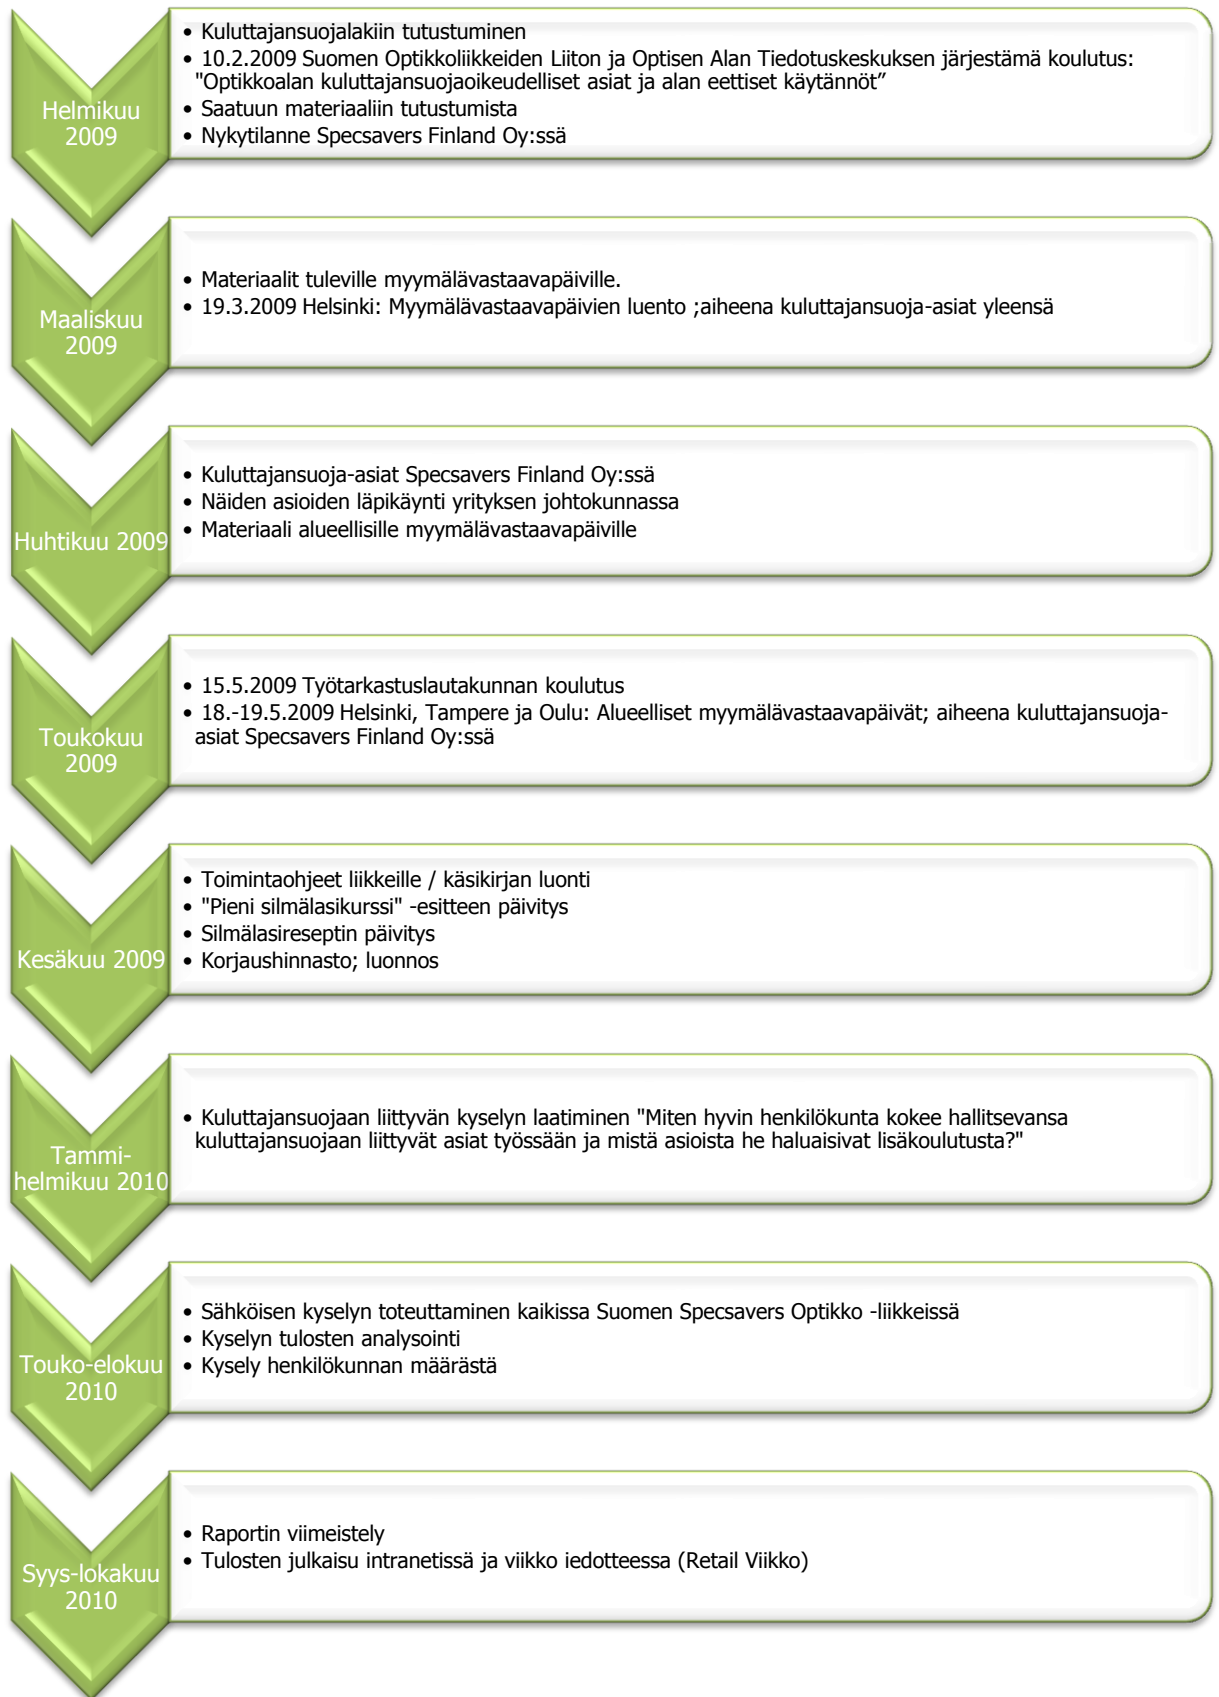 Helmikuu
2009
• Kuluttajansuojalakiin tutustuminen
• 10.2.2009 Suomen Optikkoliikkeiden Liiton ja Optisen Alan Tiedotuskeskuksen järjestämä koulutus:
"Optikkoalan kuluttajansuojaoikeudelliset asiat ja alan eettiset käytännöt”
• Saatuun materiaaliin tutustumista
• Nykytilanne Specsavers Finland Oy:ssä
Maaliskuu
2009
• Materiaalit tuleville myymälävastaavapäiville.
• 19.3.2009 Helsinki: Myymälävastaavapäivien luento ;aiheena kuluttajansuoja-asiat yleensä
Huhtikuu 2009
• Kuluttajansuoja-asiat Specsavers Finland Oy:ssä
• Näiden asioiden läpikäynti yrityksen johtokunnassa
• Materiaali alueellisille myymälävastaavapäiville
Toukokuu
2009
• 15.5.2009 Työtarkastuslautakunnan koulutus
• 18.-19.5.2009 Helsinki, Tampere ja Oulu: Alueelliset myymälävastaavapäivät; aiheena kuluttajansuoja-
asiat Specsavers Finland Oy:ssä
Kesäkuu 2009
• Toimintaohjeet liikkeille / käsikirjan luonti
• "Pieni silmälasikurssi" -esitteen päivitys
• Silmälasireseptin päivitys
• Korjaushinnasto; luonnos
Tammi-
helmikuu 2010
• Kuluttajansuojaan liittyvän kyselyn laatiminen "Miten hyvin henkilökunta kokee hallitsevansa
kuluttajansuojaan liittyvät asiat työssään ja mistä asioista he haluaisivat lisäkoulutusta?"
Touko-elokuu
2010
• Sähköisen kyselyn toteuttaminen kaikissa Suomen Specsavers Optikko -liikkeissä
• Kyselyn tulosten analysointi
• Kysely henkilökunnan määrästä
Syys-lokakuu
2010
• Raportin viimeistely
• Tulosten julkaisu intranetissä ja viikko iedotteessa (Retail Viikko)